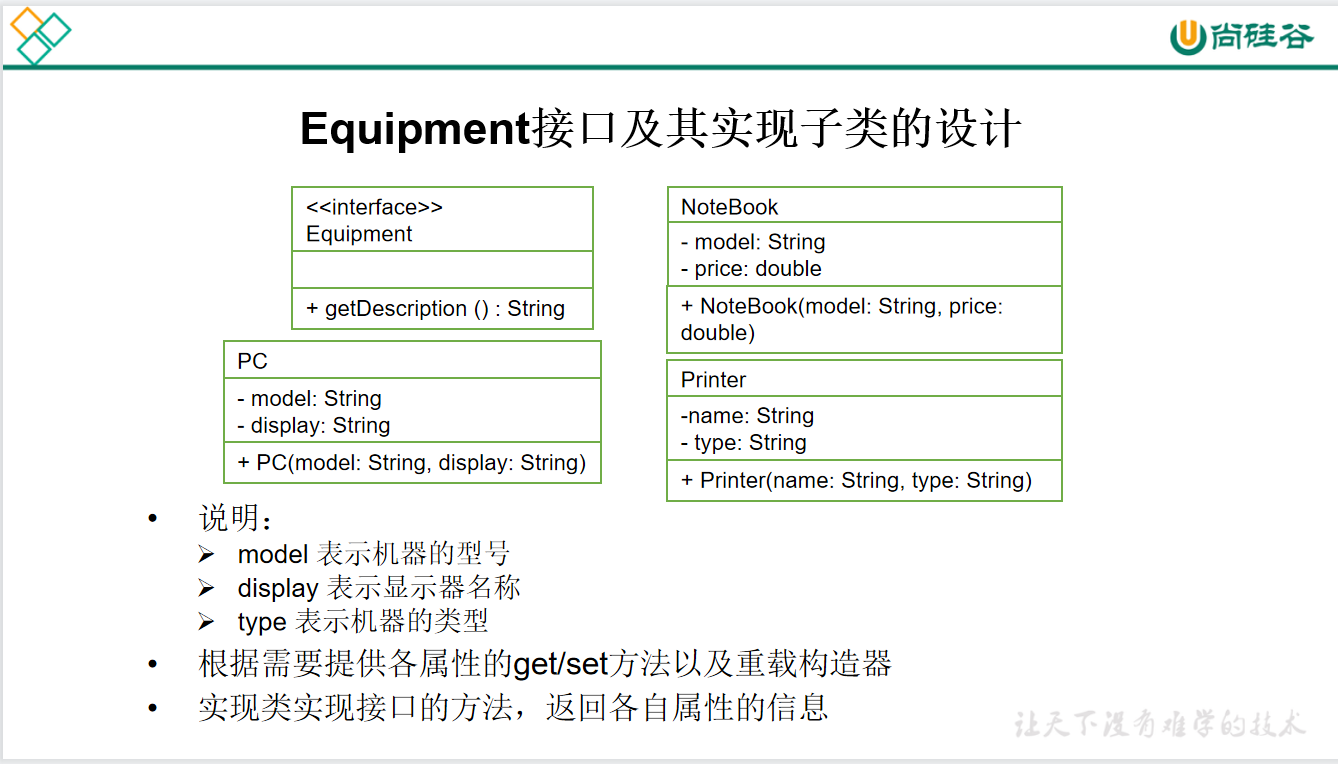 尚硅谷
Equipment接口及其实现子类的设计
<<interface>>
Equipment
+ getDescription () : String
NoteBook
- model: String
- price: double
+ NoteBook(model: String, price:
double)
PC
- model: String
- display: String
+ PC(model: String, display: String)
Printer
-name: String
- type: String
+ Printer(name: String, type: String)
• 说明：
➢ model 表示机器的型号
➢ display 表示显示器名称
➢ type 表示机器的类型
• 根据需要提供各属性的get/set方法以及重载构造器
• 实现类实现接口的方法，返回各自属性的信息
让天下没有难学的技术